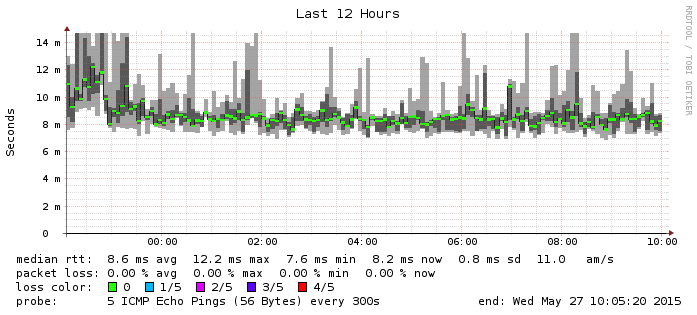 Last 12 Hours
RRDTOOL / TOBI OETIKER
Seconds
14 m
12 m
10 m
8 m
6 m
4 m
2 m
0
00:00 02:00 04:00 06:00 08:00 10:00
median rtt: 8.6 ms avg 12.2 ms max 7.6 ms min 8.2 ms now 0.8 ms sd 11.0 am/s
packet loss: 0.00 % avg 0.00 % max 0.00 % min 0.00 % now
loss color: 0 1/5 2/5 3/5 4/5
probe: 5 ICMP Echo Pings (56 Bytes) every 300s end: Wed May 27 10:05:20 2015